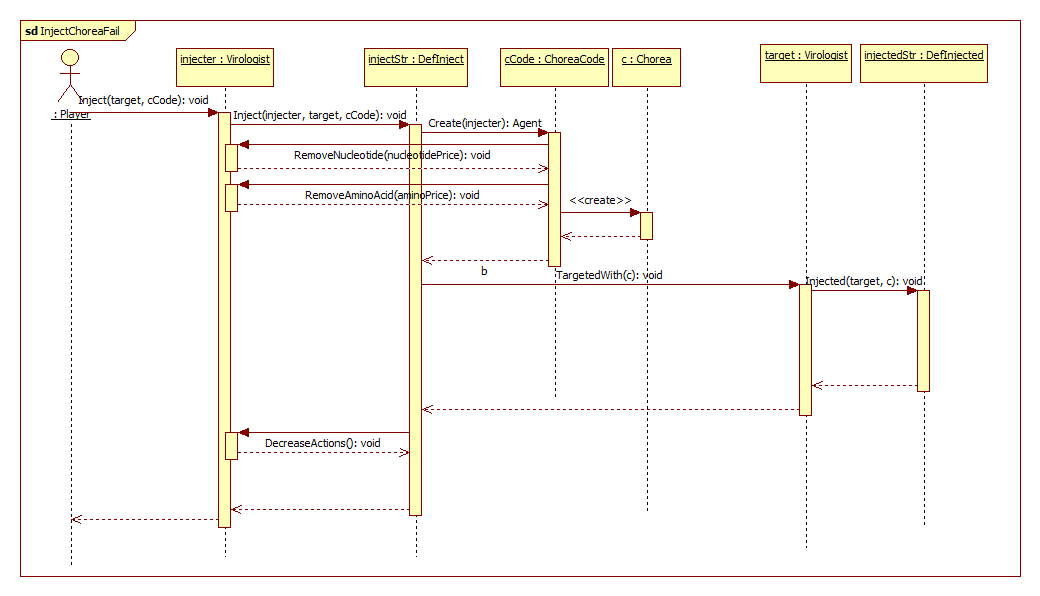 sd InjectChoreaFail
injecter : Virologist
injectStr : DefInject
cCode : ChoreaCode
c : Chorea
target : Virologist
injectedStr : DefInjected
: Player
Inject(target, cCode): void
Inject(injecter, target, cCode): void
Create(injecter): Agent
RemoveNucleotide(nucleotidePrice): void
RemoveAminoAcid(aminoPrice): void
<<create>>
b
TargetedWith(c): void
Injected(target, c): void
DecreaseActions(): void